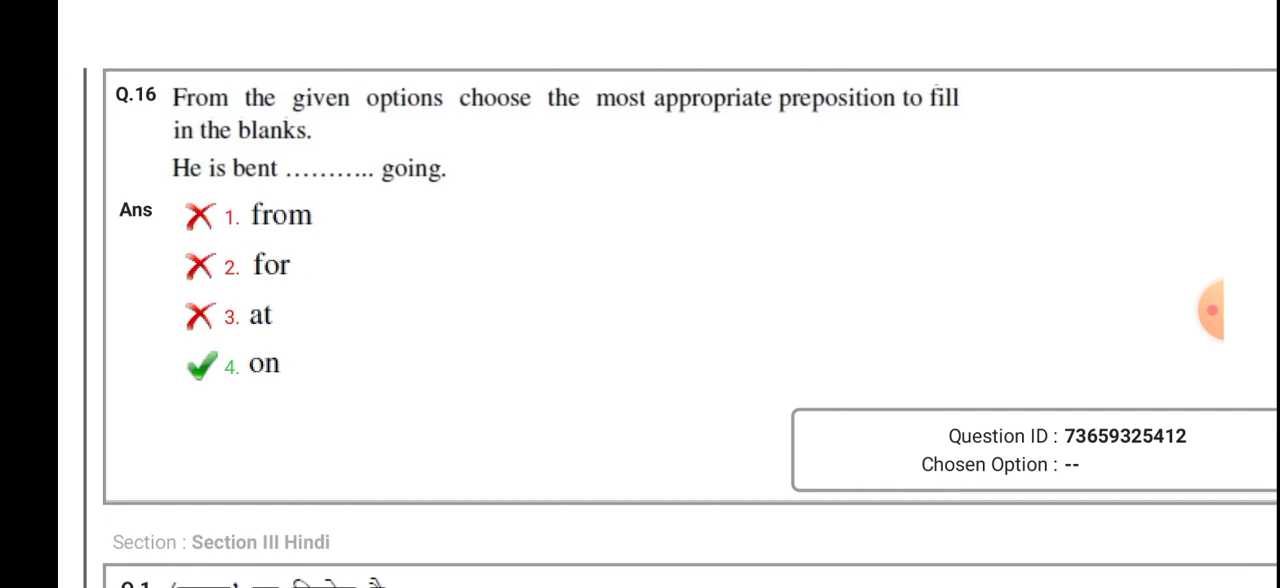 Q.16 From the given options choose the most appropriate preposition to fill
in the blanks.
He is bent ……….. going.
Ans 1. from
2. for
3. at
4. on
Question ID : 73659325412
Chosen Option : --
Section : Section III Hindi
Q.1